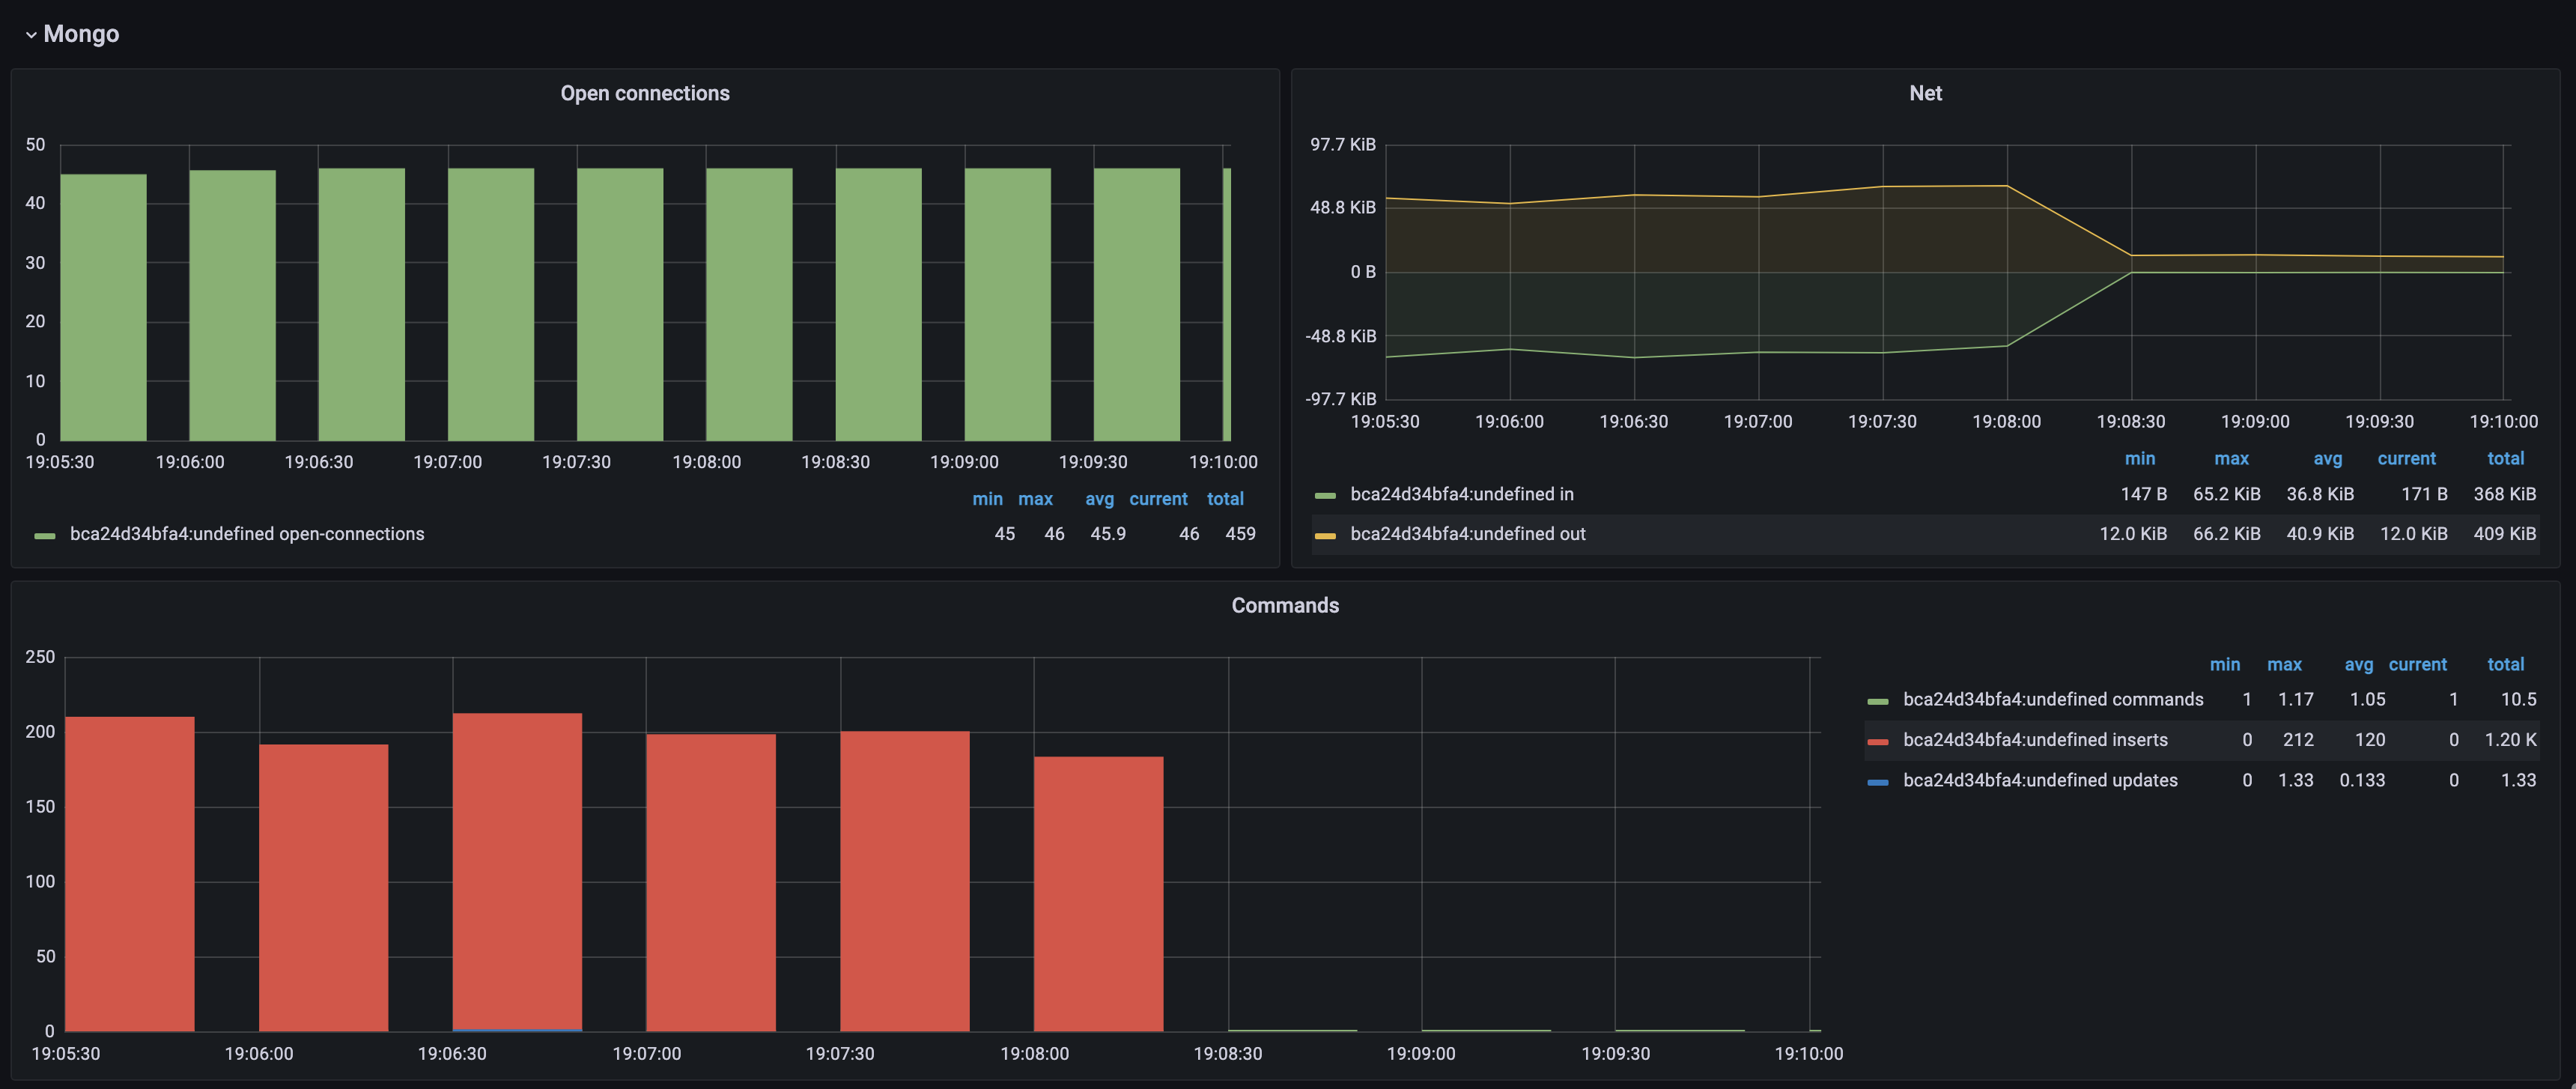 Mongo
Open connections
50
40
30
20
10
0
19:05:30 19:06:00 19:06:30 19:07:00 19:07:30 19:08:00 19:08:30 19:09:00 19:09:30 19:10:00
min max avg current total
bca24d34bfa4:undefined open-connections 45 46 45.9 46 459
Net
97.7 KiB
48.8 KiB
0 B
-48.8 KiB
-97.7 KiB
19:05:30 19:06:00 19:06:30 19:07:00 19:07:30 19:08:00 19:08:30 19:09:00 19:09:30 19:10:00
min max avg current total
bca24d34bfa4:undefined in 147 B 65.2 KiB 36.8 KiB 171 B 368 KiB
bca24d34bfa4:undefined out 12.0 KiB 66.2 KiB 40.9 KiB 12.0 KiB 409 KiB
Commands
250
200
150
100
50
0
19:05:30 19:06:00 19:06:30 19:07:00 19:07:30 19:08:00 19:08:30 19:09:00 19:09:30 19:10:00
min max avg current total
bca24d34bfa4:undefined commands 1 1.17 1.05 1 10.5
bca24d34bfa4:undefined inserts 0 212 120 0 1.20 K
bca24d34bfa4:undefined updates 0 1.33 0.133 0 1.33